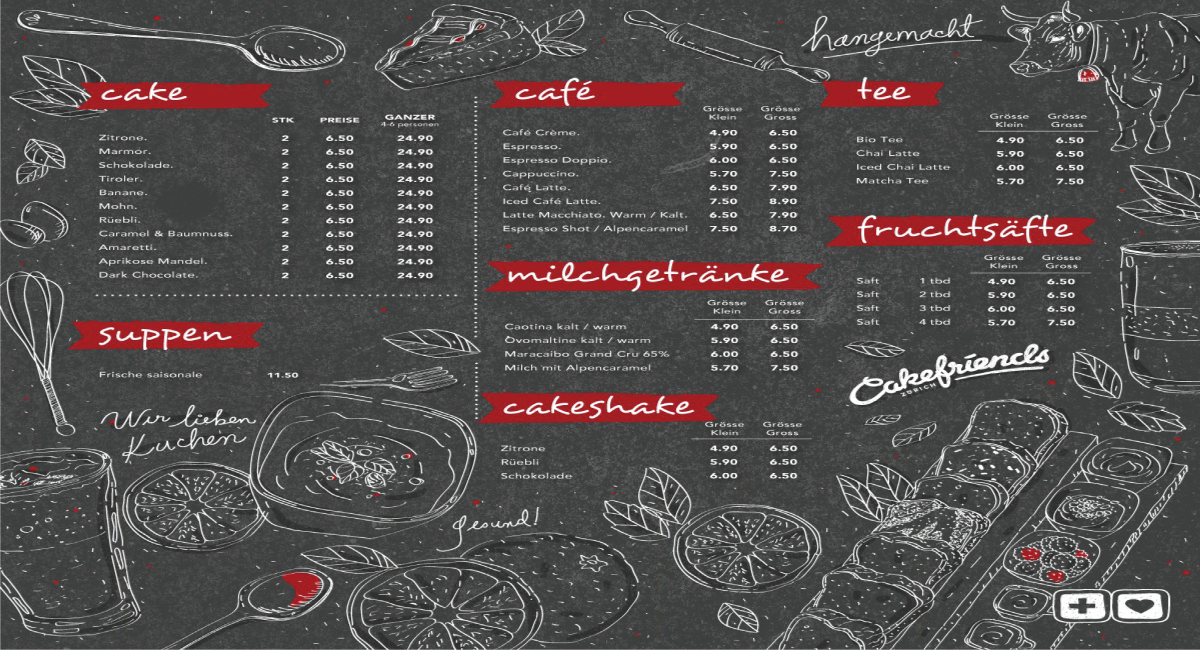 hangemacht
cake
STK PREISE GANZER
4-6 personen
Zitrone. 2 6.50 24.90
Marmor. 2 6.50 24.90
Schokolade. 2 6.50 24.90
Tiroler. 2 6.50 24.90
Banane. 2 6.50 24.90
Mohn. 2 6.50 24.90
Rüebli. 2 6.50 24.90
Caramel & Baumnuss. 2 6.50 24.90
Amaretti. 2 6.50 24.90
Aprikose Mandel. 2 6.50 24.90
Dark Chocolate. 2 6.50 24.90
suppen
Frische saisonale 11.50
Wir lieben
Kuchen
café
Grösse Grösse
Klein Gross
Café Crème. 4.90 6.50
Espresso. 5.90 6.50
Espresso Doppio. 6.00 6.50
Cappuccino. 5.70 7.50
Café Latte. 6.50 7.90
Iced Café Latte. 7.50 8.90
Latte Macchiato. Warm / Kalt. 6.50 7.90
Espresso Shot / Alpencaramel 7.50 8.70
milchgetränke
Grösse Grösse
Klein Gross
Caotina kalt / warm 4.90 6.50
Ovomaltine kalt / warm 5.90 6.50
Maracaibo Grand Cru 65% 6.00 6.50
Milch mit Alpencaramel 5.70 7.50
cakeshake
Grösse Grösse
Klein Gross
Zitrone 4.90 6.50
Rüebli 5.90 6.50
Schokolade 6.00 6.50
gesund!
tee
Grösse Grösse
Klein Gross
Bio Tee 4.90 6.50
Chai Latte 5.90 6.50
Iced Chai Latte 6.00 6.50
Matcha Tee 5.70 7.50
fruchtsäfte
Grösse Grösse
Klein Gross
Saft 1 tbd 4.90 6.50
Saft 2 tbd 5.90 6.50
Saft 3 tbd 6.00 6.50
Saft 4 tbd 5.70 7.50
Cakefriends
ZÜRICH